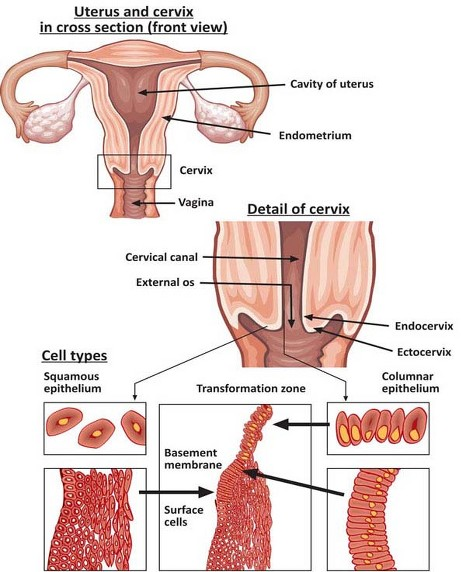 Uterus and cervix
in cross section (front view)
Cavity of uterus
Endometrium
Cervix
Vagina
Detail of cervix
Cervical canal
External os
Endocervix
Ectocervix
Cell types
Squamous
epithelium
Transformation zone
Columnar
epithelium
Basement
membrane
Surface
cells